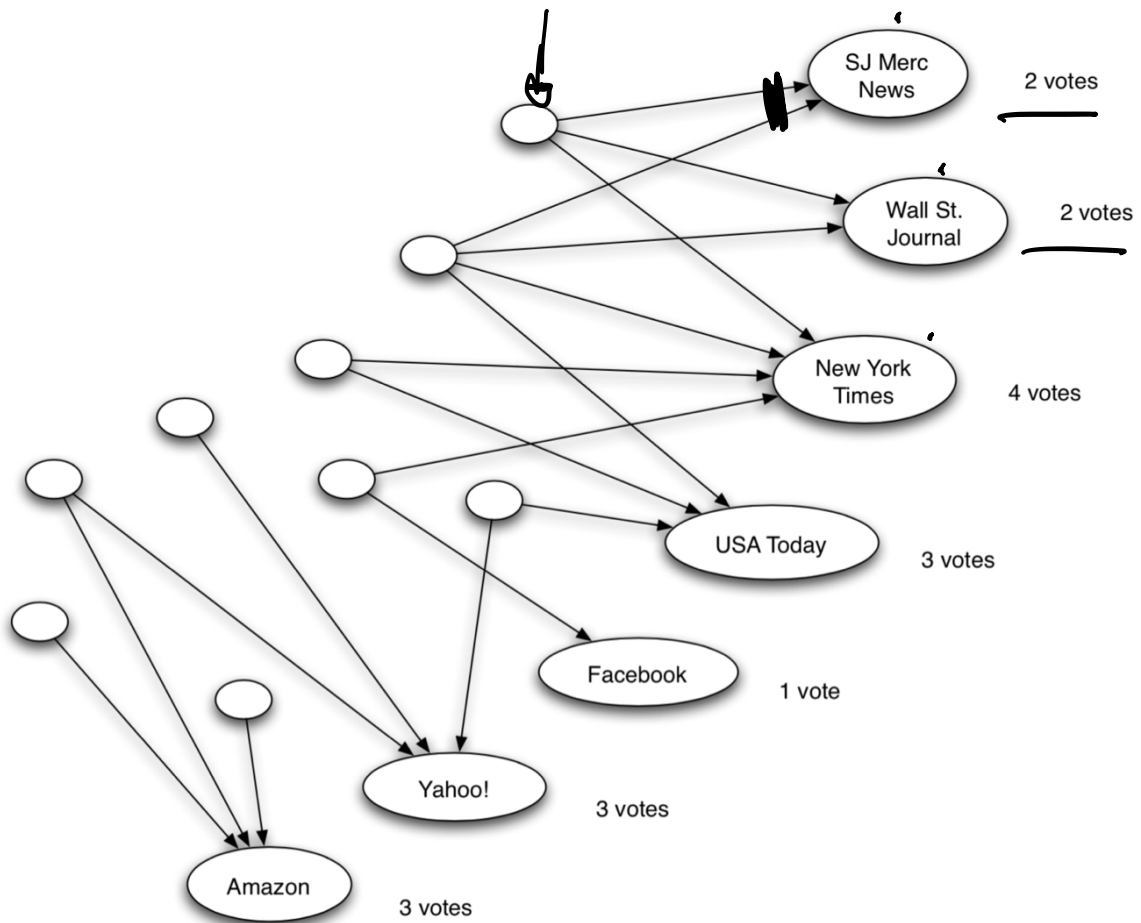 SJ Merc
News
2 votes
Wall St.
Journal
2 votes
New York
Times
4 votes
USA Today
3 votes
Facebook
1 vote
Yahoo!
3 votes
Amazon
3 votes